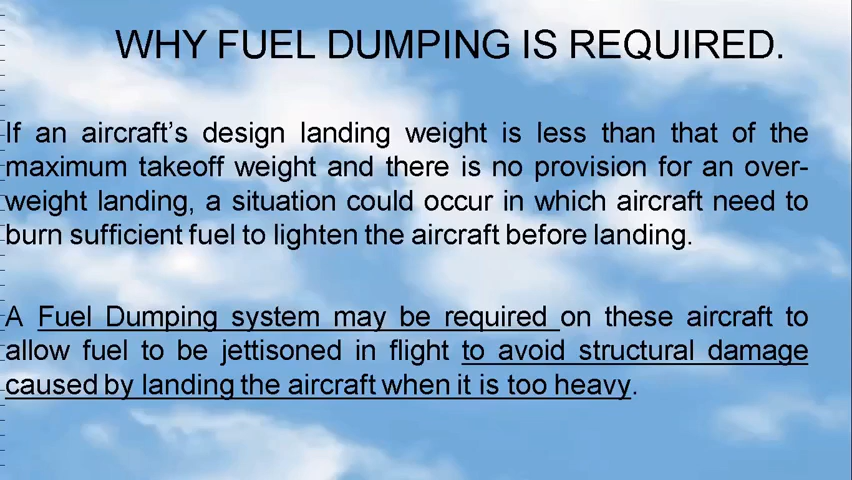 WHY FUEL DUMPING IS REQUIRED.
If an aircraft's design landing weight is less than that of the
maximum takeoff weight and there is no provision for an over-
weight landing, a situation could occur in which aircraft need to
burn sufficient fuel to lighten the aircraft before landing.
A Fuel Dumping system may be required on these aircraft to
allow fuel to be jettisoned in flight to avoid structural damage
caused by landing the aircraft when it is too heavy.